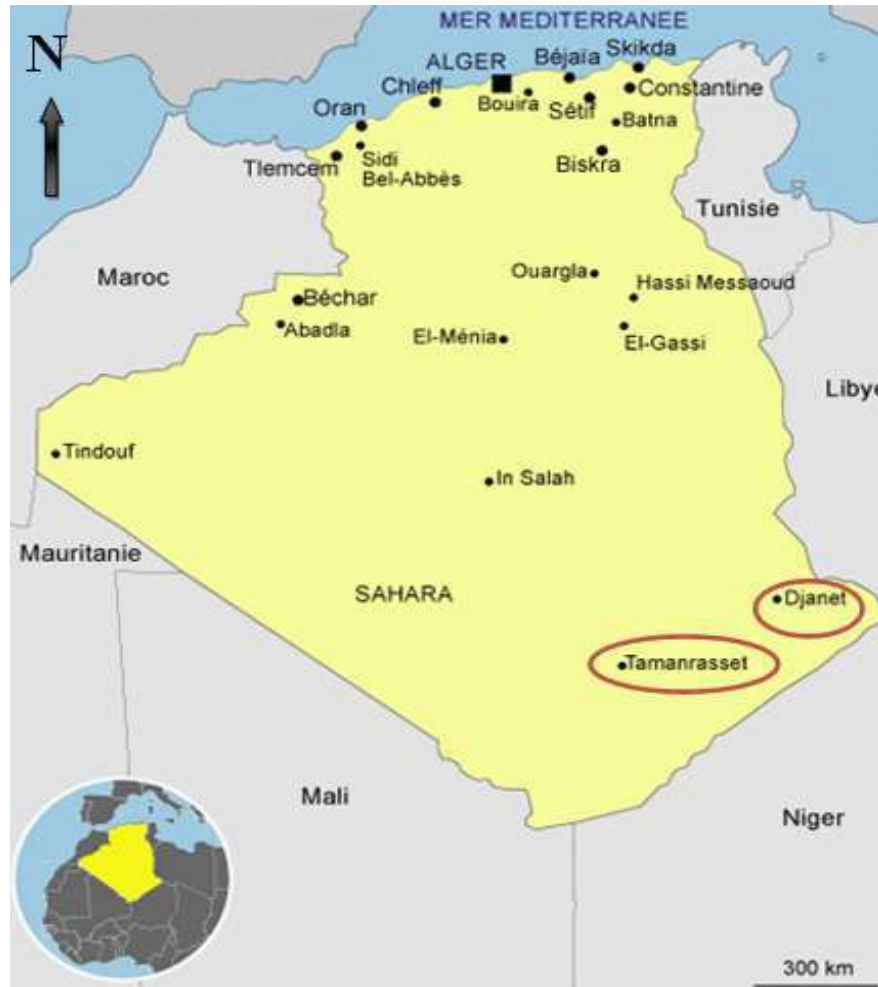 MER MEDITERRANEE
N
ALGER
Béjaïa
Skikda
Chleff
Bouira
Sétif
Constantine
Oran
Batna
Tlemcem
Sidi
Bel-Abbès
Biskra
Tunisie
Maroc
Ouargla
Hassi Messaoud
Béchar
Abadla
El-Ménia
El-Gassi
Libye
Tindouf
In Salah
Mauritanie
SAHARA
Djanet
Tamanrasset
Mali
Niger
300 km